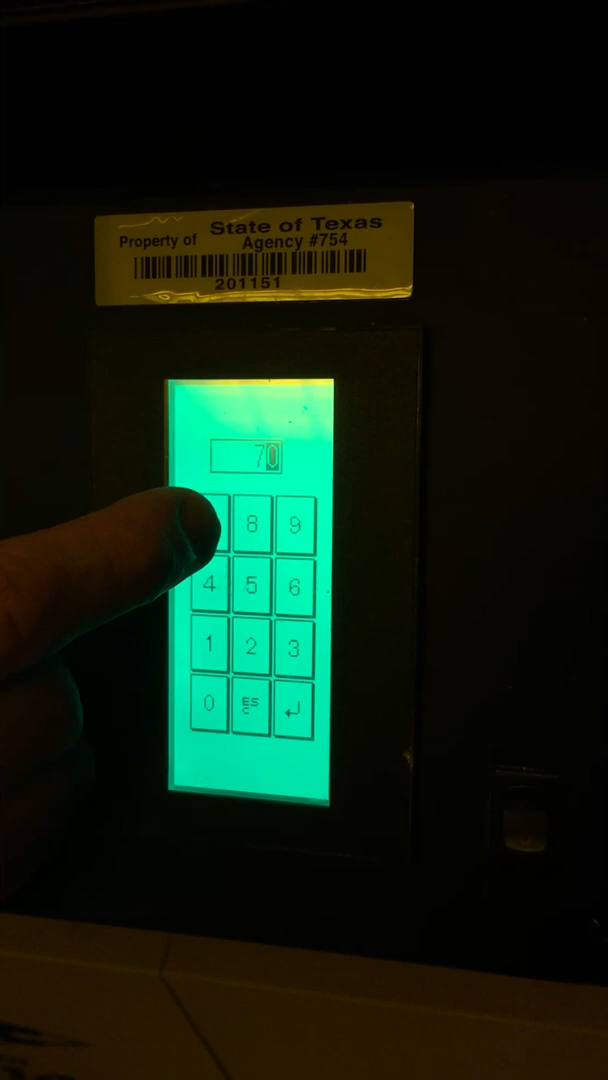 Property of State of Texas
Agency #754
201151
70
8 9
4 5 6
1 2 3
0 ESC ↵